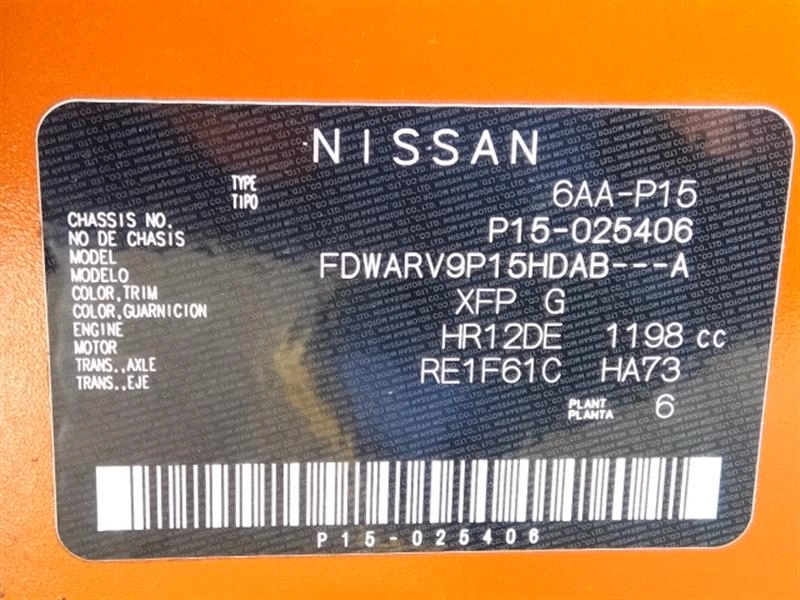 NISSAN
TYPE
TIPO 6AA-P15
CHASSIS NO. P15-025406
NO DE CHASIS
MODEL FDWARV9P15HDAB---A
MODELO
COLOR,TRIM XFP G
COLOR,GUARNICION
ENGINE HR12DE 1198 cc
MOTOR
TRANS.,AXLE RE1F61C HA73
TRANS.,EJE
PLANT 6
PLANTA
P15-025406